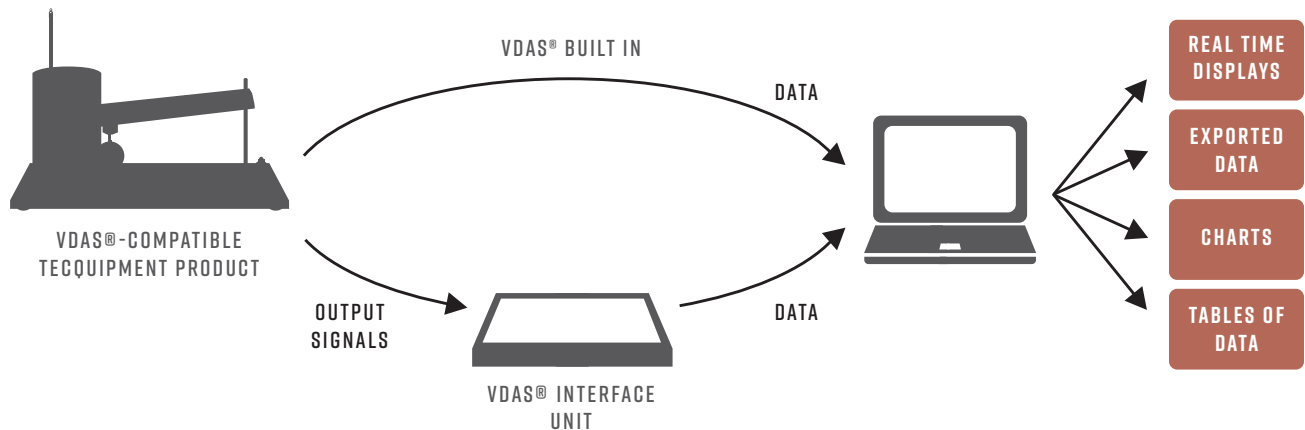 VDAS® BUILT IN
DATA
VDAS®-COMPATIBLE
TECQUIPMENT PRODUCT
OUTPUT
SIGNALS
DATA
VDAS® INTERFACE
UNIT
REAL TIME
DISPLAYS
EXPORTED
DATA
CHARTS
TABLES OF
DATA